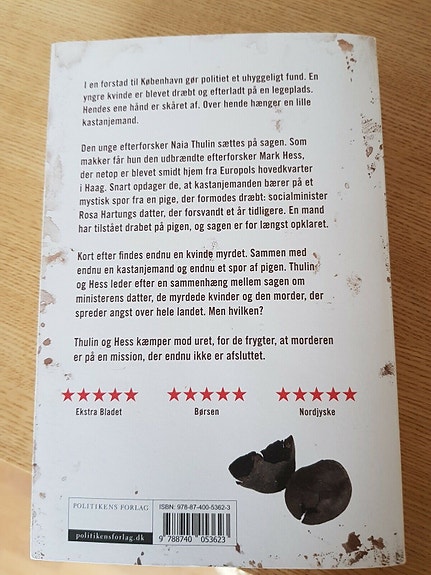 I en forstad til København gør politiet et uhyggeligt fund. En
yngre kvinde er blevet dræbt og efterladt på en legeplads.
Hendes ene hånd er skåret af. Over hende hænger en lille
kastanjemand.
Den unge efterforsker Naia Thulin sættes på sagen. Som
makker får hun den udbrændte efterforsker Mark Hess,
der netop er blevet smidt hjem fra Europols hovedkvarter
i Haag. Snart opdager de, at kastanjemanden bærer på et
mystisk spor fra en pige, der formodes dræbt: socialminister
Rosa Hartungs datter, der forsvandt et år tidligere. En mand
har tilstået drabet på pigen, og sagen er for længst opklaret.
Kort efter findes endnu en kvinde myrdet. Sammen med
endnu en kastanjemand og endnu et spor af pigen. Thulin
og Hess leder efter en sammenhæng mellem sagen om
ministerens datter, de myrdede kvinder og den morder, der
spreder angst over hele landet. Men hvilken?
Thulin og Hess kæmper mod uret, for de frygter, at morderen
er på en mission, der endnu ikke er afsluttet.
Ekstra Bladet
Børsen
Nordjyske
POLITIKENS FORLAG
politikensforlag.dk
ISBN: 978-87-400-5362-3
9 788740 053623